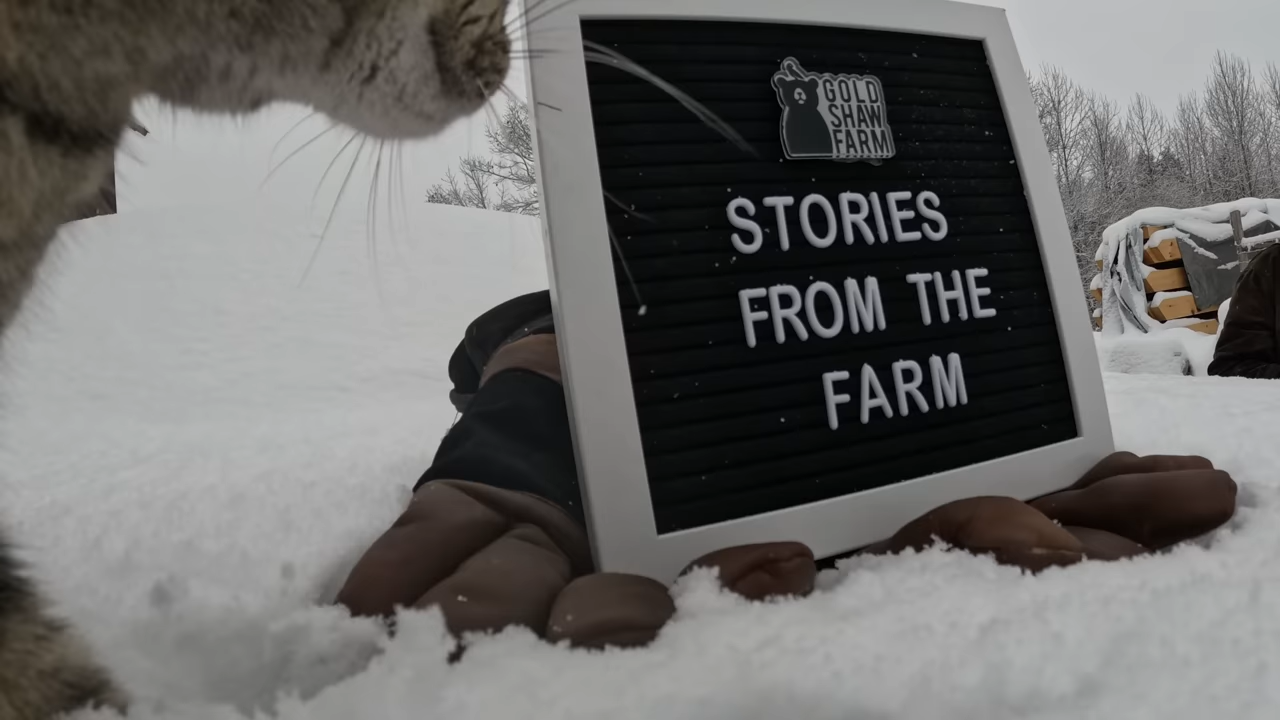 GOLD
SHAW
FARM
STORIES
FROM THE
FARM